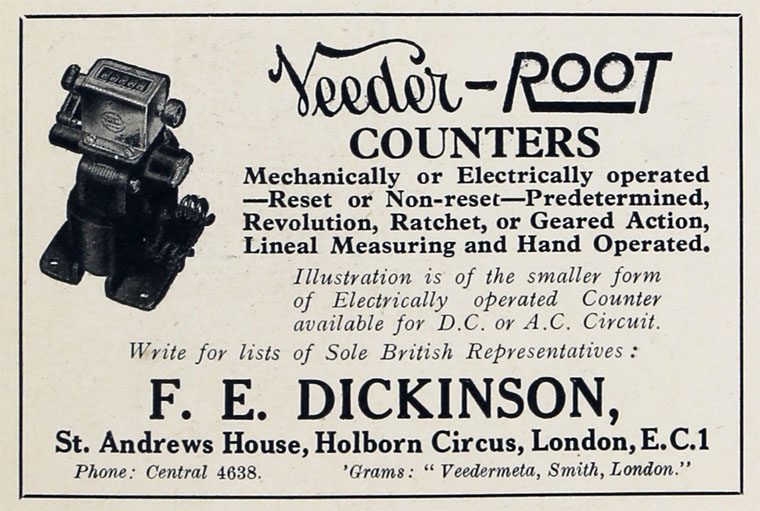 Veeder-ROOT
COUNTERS
Mechanically or Electrically operated
—Reset or Non-reset—Predetermined,
Revolution, Ratchet, or Geared Action,
Lineal Measuring and Hand Operated.
Illustration is of the smaller form
of Electrically operated Counter
available for D.C. or A.C. Circuit.
Write for lists of Sole British Representatives:
F. E. DICKINSON,
St. Andrews House, Holborn Circus, London, E.C.1
Phone: Central 4638. 'Grams: "Veedermeta, Smith, London."